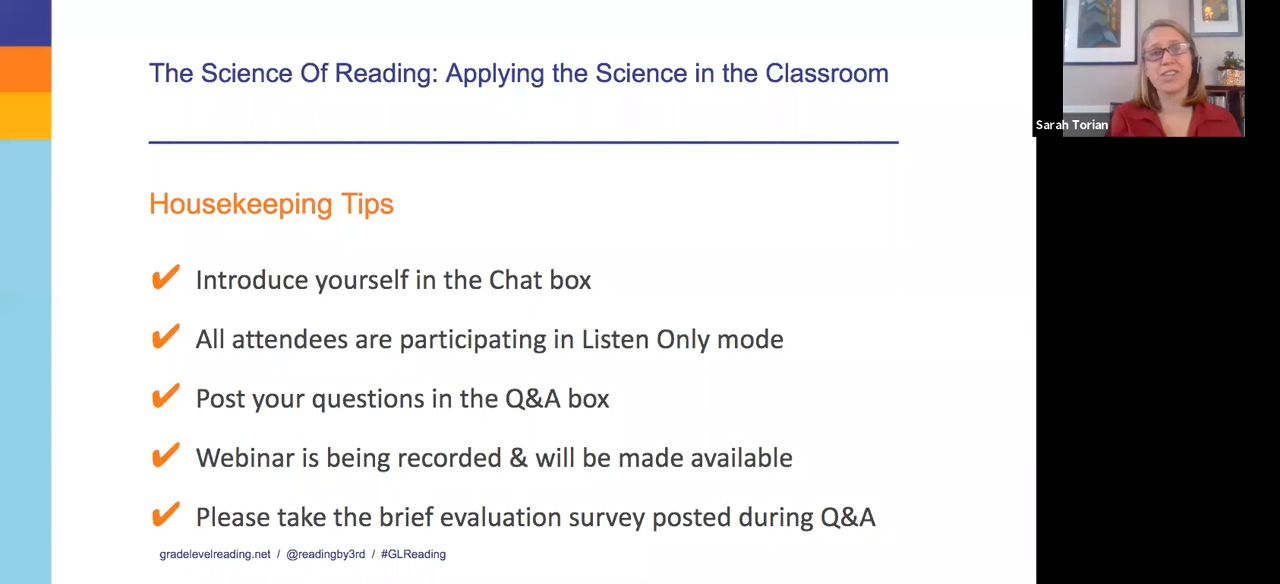 The Science Of Reading: Applying the Science in the Classroom
Housekeeping Tips
✔ Introduce yourself in the Chat box
✔ All attendees are participating in Listen Only mode
✔ Post your questions in the Q&A box
✔ Webinar is being recorded & will be made available
✔ Please take the brief evaluation survey posted during Q&A
gradelevelreading.net / @readingby3rd / #GLReading
Sarah Torian